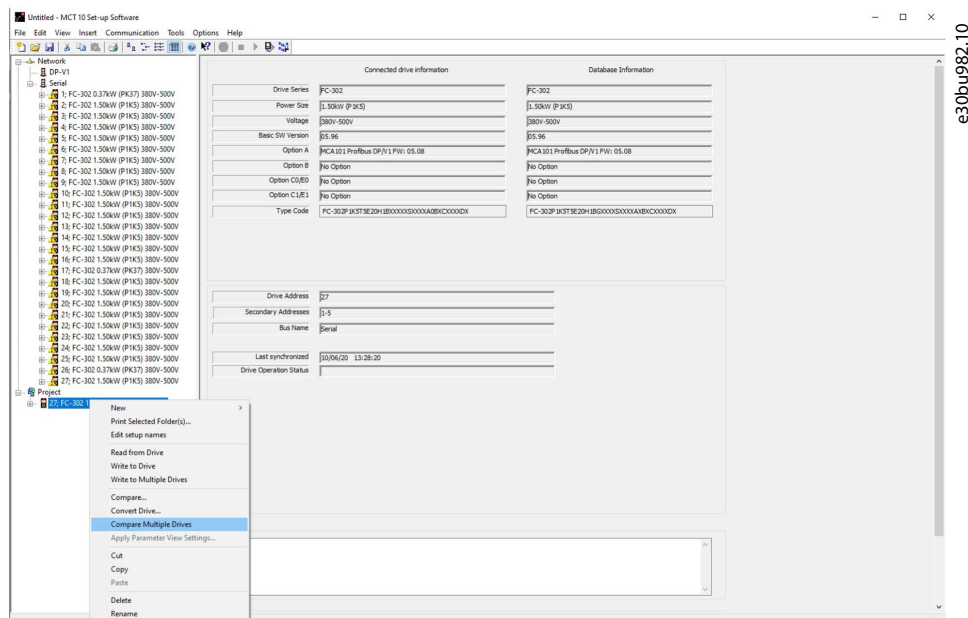 Untitled - MCT 10 Set-up Software
File Edit View Insert Communication Tools Options Help
Network
DP-V1
Serial
1; FC-302 0.37kW (PK37) 380V-500V
2; FC-302 1.50kW (P1K5) 380V-500V
3; FC-302 1.50kW (P1K5) 380V-500V
4; FC-302 1.50kW (P1K5) 380V-500V
5; FC-302 1.50kW (P1K5) 380V-500V
6; FC-302 1.50kW (P1K5) 380V-500V
7; FC-302 1.50kW (P1K5) 380V-500V
8; FC-302 1.50kW (P1K5) 380V-500V
9; FC-302 1.50kW (P1K5) 380V-500V
10; FC-302 1.50kW (P1K5) 380V-500V
11; FC-302 1.50kW (P1K5) 380V-500V
12; FC-302 1.50kW (P1K5) 380V-500V
13; FC-302 1.50kW (P1K5) 380V-500V
14; FC-302 1.50kW (P1K5) 380V-500V
15; FC-302 1.50kW (P1K5) 380V-500V
16; FC-302 1.50kW (P1K5) 380V-500V
17; FC-302 0.37kW (PK37) 380V-500V
18; FC-302 1.50kW (P1K5) 380V-500V
19; FC-302 1.50kW (P1K5) 380V-500V
20; FC-302 1.50kW (P1K5) 380V-500V
21; FC-302 1.50kW (P1K5) 380V-500V
22; FC-302 1.50kW (P1K5) 380V-500V
23; FC-302 1.50kW (P1K5) 380V-500V
24; FC-302 1.50kW (P1K5) 380V-500V
25; FC-302 1.50kW (P1K5) 380V-500V
26; FC-302 0.37kW (PK37) 380V-500V
27; FC-302 1.50kW (P1K5) 380V-500V
Project
27; FC-302 1
New
Print Selected Folder(s)...
Edit setup names
Read from Drive
Write to Drive
Write to Multiple Drives
Compare...
Convert Drive...
Compare Multiple Drives
Apply Parameter View Settings...
Cut
Copy
Paste
Delete
Rename
Connected drive information Database Information
Drive Series FC-302 FC-302
Power Size 1.50kW (P1K5) 1.50kW (P1K5)
Voltage 380V-500V 380V-500V
Basic SW Version 05.96 05.96
Option A MCA101 Profibus DP/V1 FW: 05.08 MCA101 Profibus DP/V1 FW: 05.08
Option B No Option No Option
Option C0/E0 No Option No Option
Option C1/E1 No Option No Option
Type Code FC-302P1K5T5E20H1BXXXXXSXXXXA0BXCXXXXDX FC-302P1K5T5E20H1BGXXXXSXXXXAXBXCXXXXDX
Drive Address 27
Secondary Addresses 1-5
Bus Name Serial
Last synchronized 10/06/20 13:28:20
Drive Operation Status
e30bu982.10